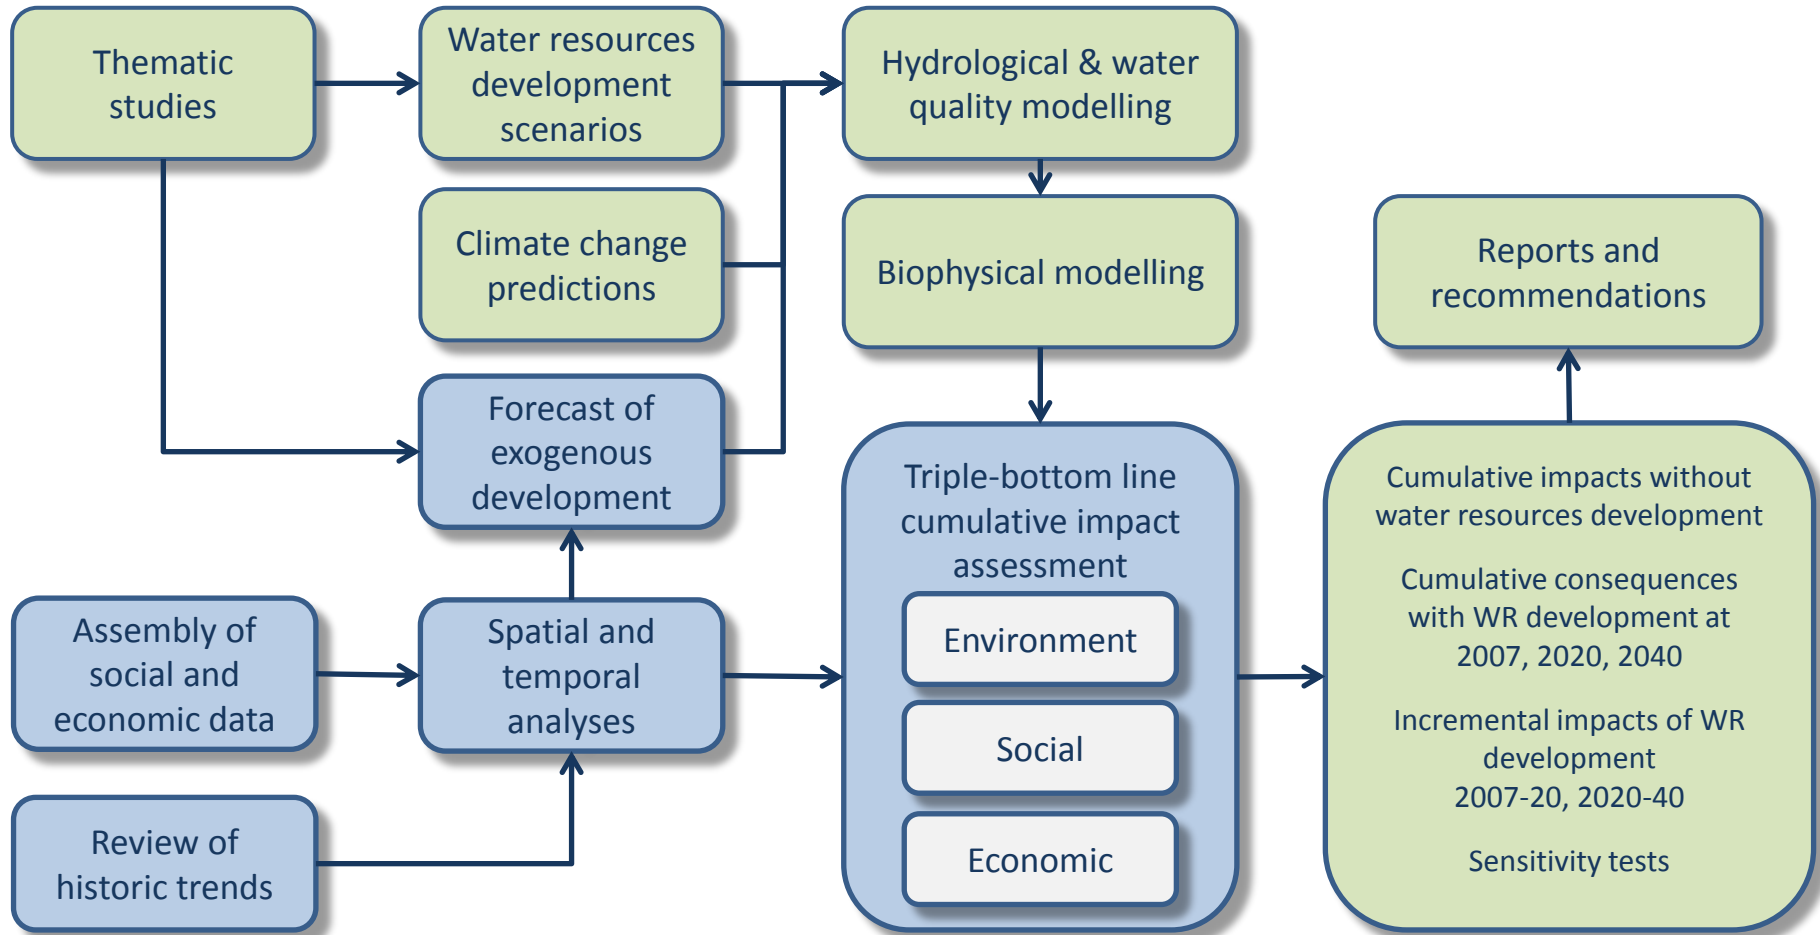 Thematic
studies
Water resources
development
scenarios
Hydrological & water
quality modelling
Climate change
predictions
Biophysical modelling
Reports and
recommendations
Forecast of
exogenous
development
Triple-bottom line
cumulative impact
assessment
Environment
Social
Economic
Assembly of
social and
economic data
Spatial and
temporal
analyses
Review of
historic trends
Cumulative impacts without
water resources development
Cumulative consequences
with WR development at
2007, 2020, 2040
Incremental impacts of WR
development
2007-20, 2020-40
Sensitivity tests